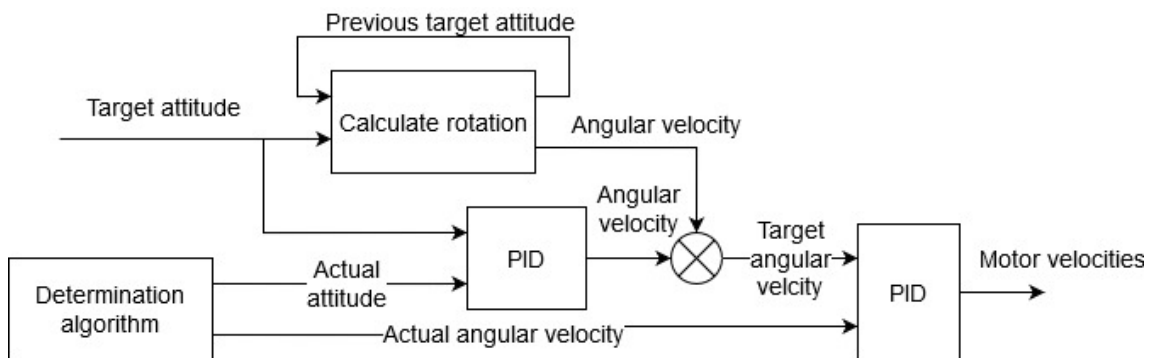 Previous target attitude
Target attitude
Calculate rotation
Angular velocity
Angular
velocity
PID
Target
angular
velcity
PID
Motor velocities
Determination
algorithm
Actual
attitude
Actual angular velocity